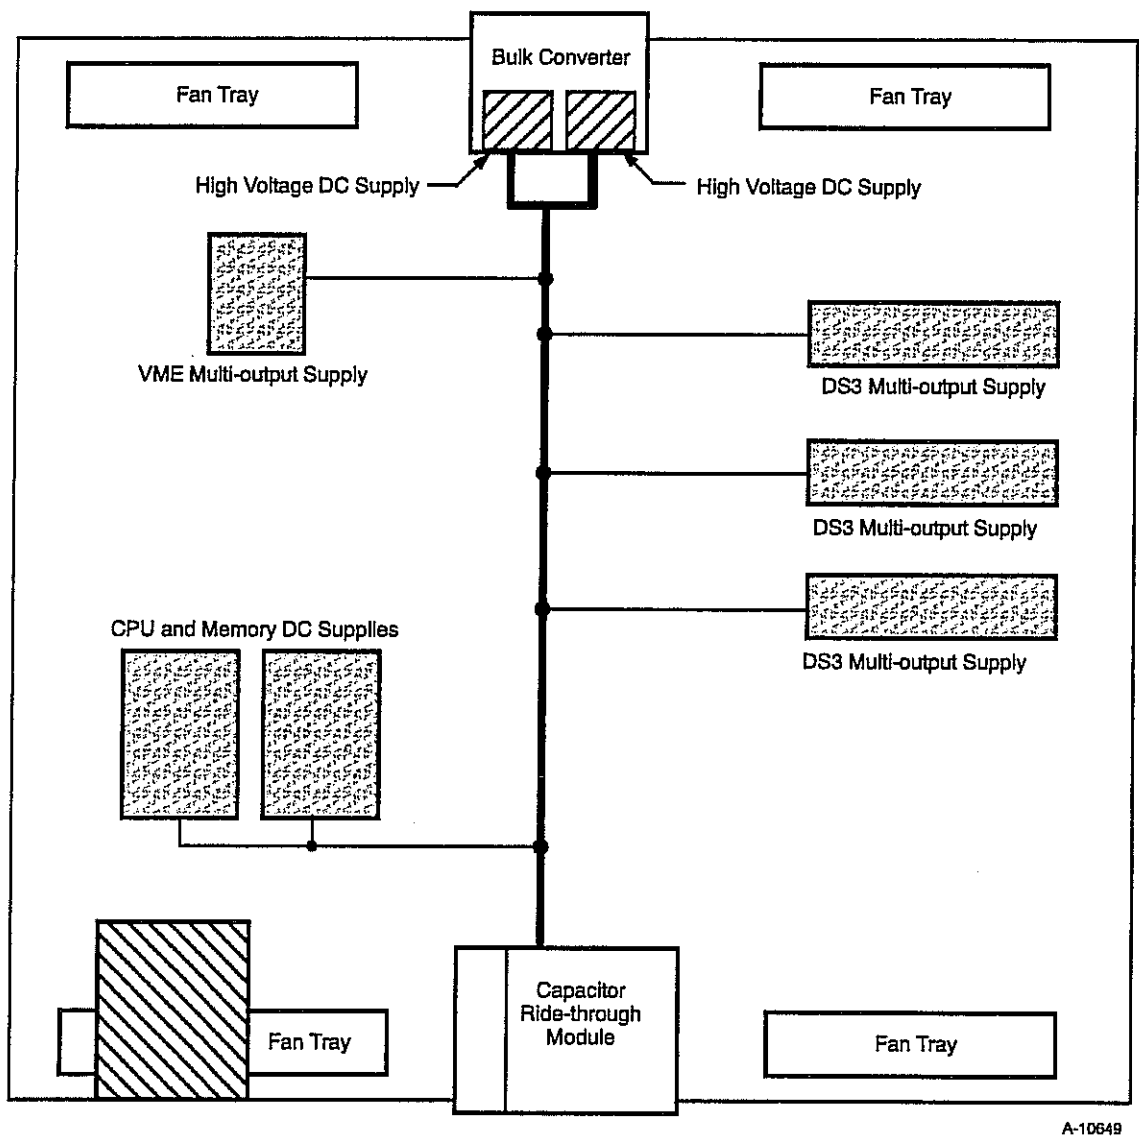 Bulk Converter
Fan Tray
Fan Tray
High Voltage DC Supply
High Voltage DC Supply
VME Multi-output Supply
DS3 Multi-output Supply
DS3 Multi-output Supply
CPU and Memory DC Supplies
DS3 Multi-output Supply
Capacitor
Ride-through
Module
Fan Tray
Fan Tray
A-10649